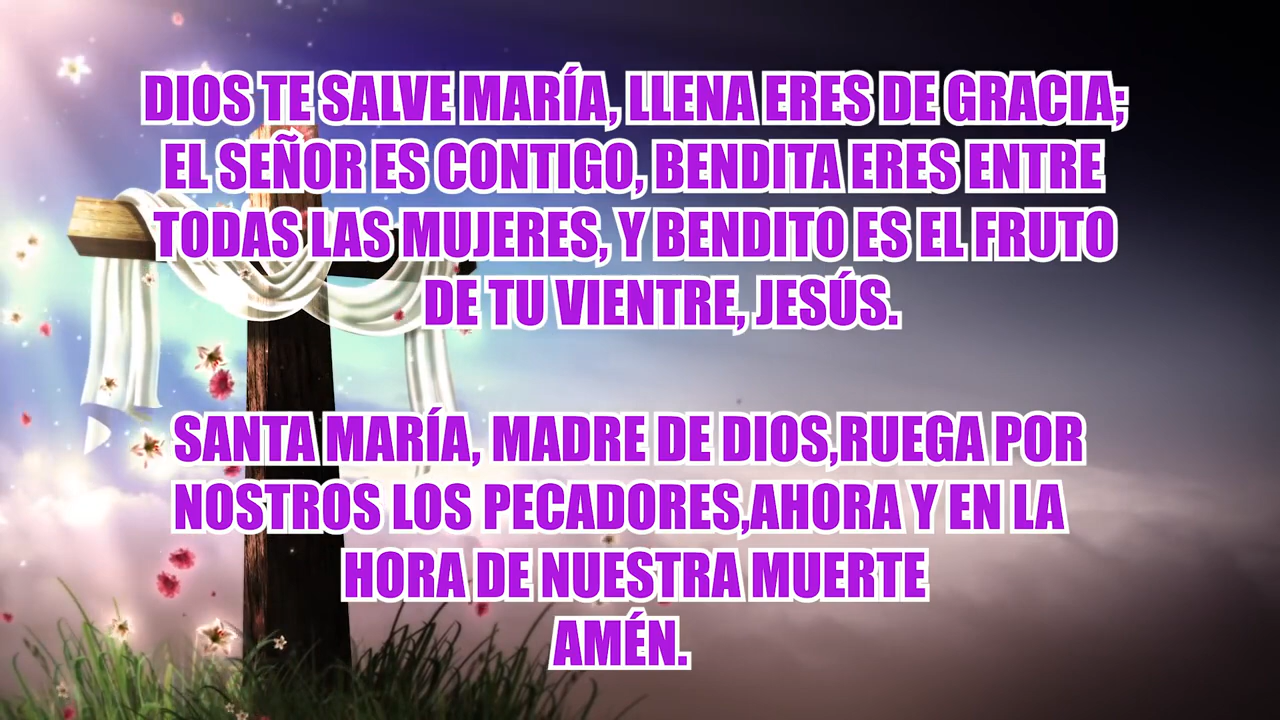 DIOS TE SALVE MARÍA, LLENA ERES DE GRACIA;
EL SEÑOR ES CONTIGO, BENDITA ERES ENTRE
TODAS LAS MUJERES, Y BENDITO ES EL FRUTO
DE TU VIENTRE, JESÚS.
SANTA MARÍA, MADRE DE DIOS,RUEGA POR
NOSTROS LOS PECADORES,AHORA Y EN LA
HORA DE NUESTRA MUERTE
AMÉN.